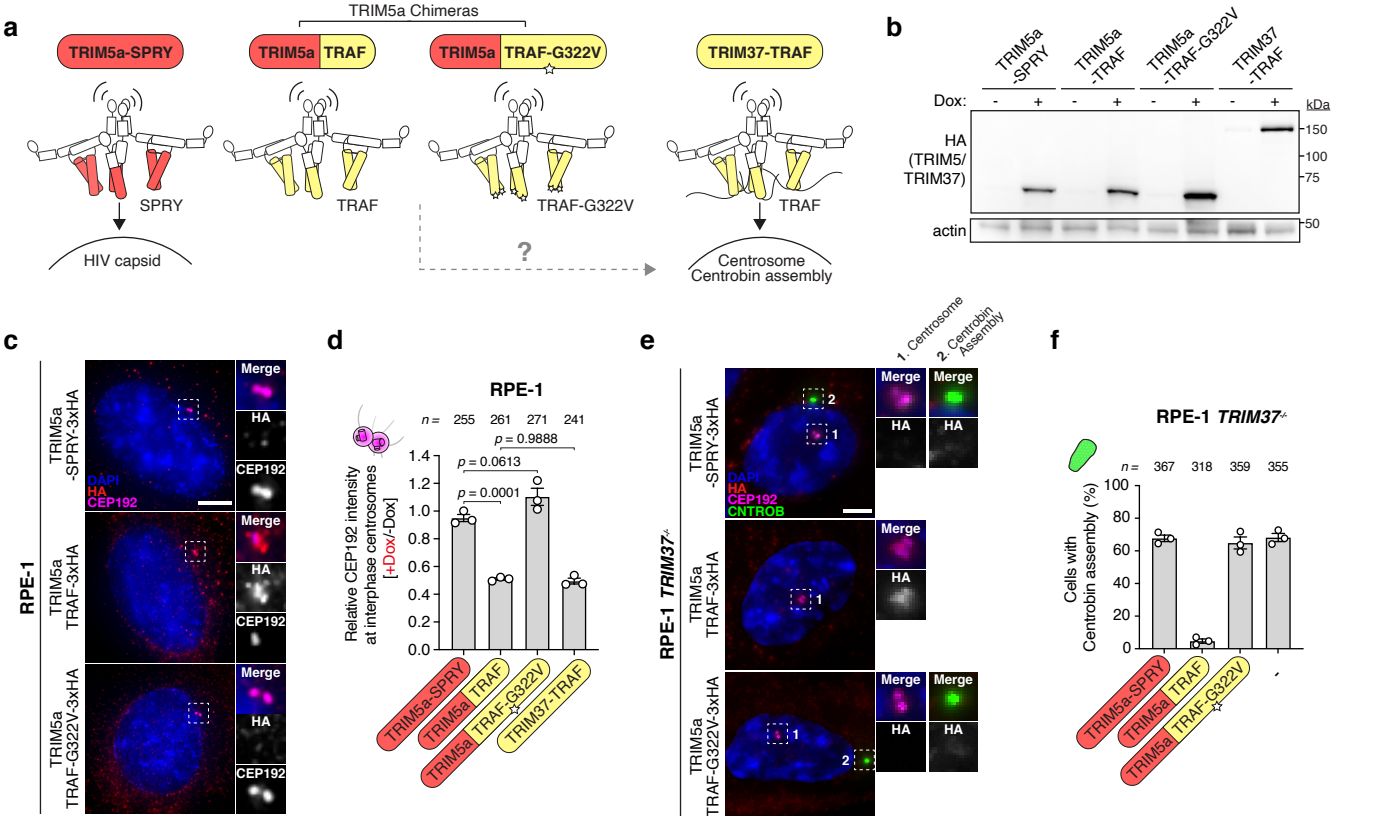 a
TRIM5a Chimeras
TRIM5a-SPRY
TRIM5a TRAF
TRIM5a TRAF-G322V
TRIM37-TRAF
SPRY
TRAF
TRAF-G322V
TRAF
HIV capsid
?
Centrosome
Centrobin assembly
b
TRIM5a
-SPRY
TRIM5a
-TRAF
TRIM5a
-TRAF-G322V
TRIM37
-TRAF
Dox: - + - + - + - +
kDa
HA
(TRIM5/
TRIM37)
150
100
75
50
actin
c
RPE-1
TRIM5a
-SPRY-3xHA
DAPI
HA
CEP192
Merge
HA
CEP192
TRIM5a
TRAF-3xHA
Merge
HA
CEP192
TRIM5a
TRAF-G322V-3xHA
Merge
HA
CEP192
d
RPE-1
n = 255 261 271 241
p = 0.9888
p = 0.0613
p = 0.0001
Relative CEP192 intensity
at interphase centrosomes
[+Dox/-Dox]
1.4
1.2
1.0
0.8
0.6
0.4
0.2
0.0
TRIM5a-SPRY
TRIM5a TRAF
TRIM5a TRAF-G322V
TRIM37-TRAF
e
1. Centrosome
2. Centrobin
Assembly
RPE-1 TRIM37-/-
TRIM5a
-SPRY-3xHA
2
1
DAPI
HA
CEP192
CNTROB
Merge
Merge
HA
HA
TRIM5a
TRAF-3xHA
1
Merge
HA
TRIM5a
TRAF-G322V-3xHA
1
2
Merge
Merge
HA
HA
f
RPE-1 TRIM37-/-
n = 367 318 359 355
Cells with
Centrobin assembly (%)
100
80
60
40
20
0
TRIM5a-SPRY
TRIM5a TRAF
TRIM5a TRAF-G322V
-